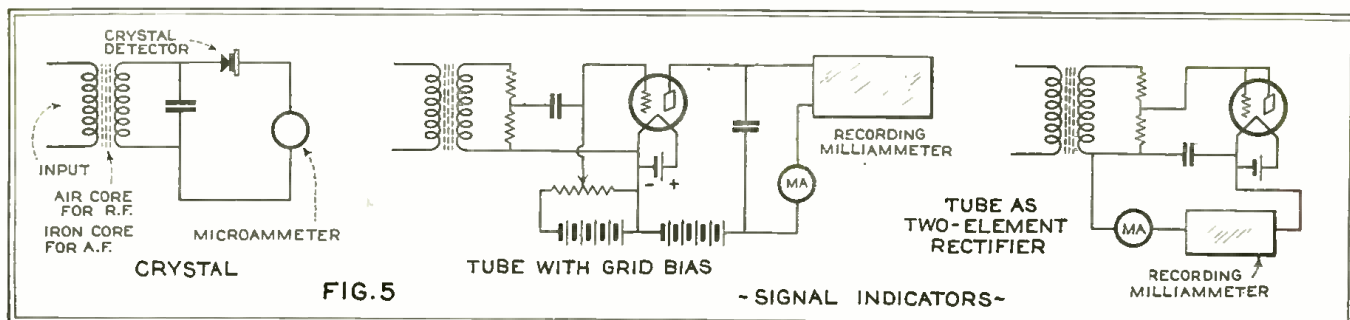 CRYSTAL
DETECTOR
INPUT
AIR CORE
FOR R.F.
IRON CORE
FOR A.F.
MICROAMMETER
CRYSTAL
FIG.5
- +
MA
RECORDING
MILLIAMMETER
TUBE WITH GRID BIAS
~SIGNAL INDICATORS~
TUBE AS
TWO-ELEMENT
RECTIFIER
MA
RECORDING
MILLIAMMETER